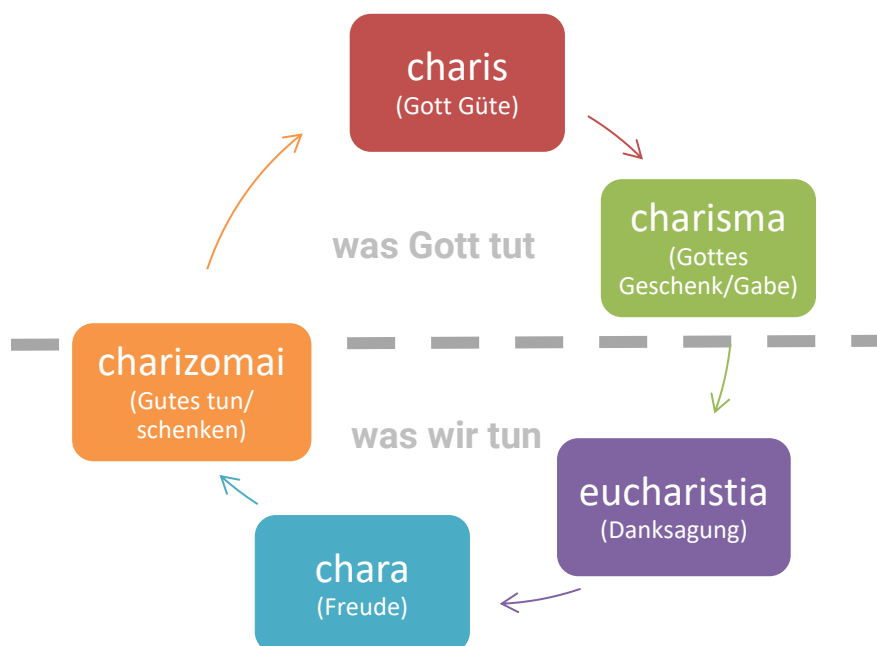 charis
(Gott Güte)
charisma
(Gottes
Geschenk/Gabe)
was Gott tut
charizomai
(Gutes tun/
schenken)
was wir tun
eucharistia
(Danksagung)
chara
(Freude)